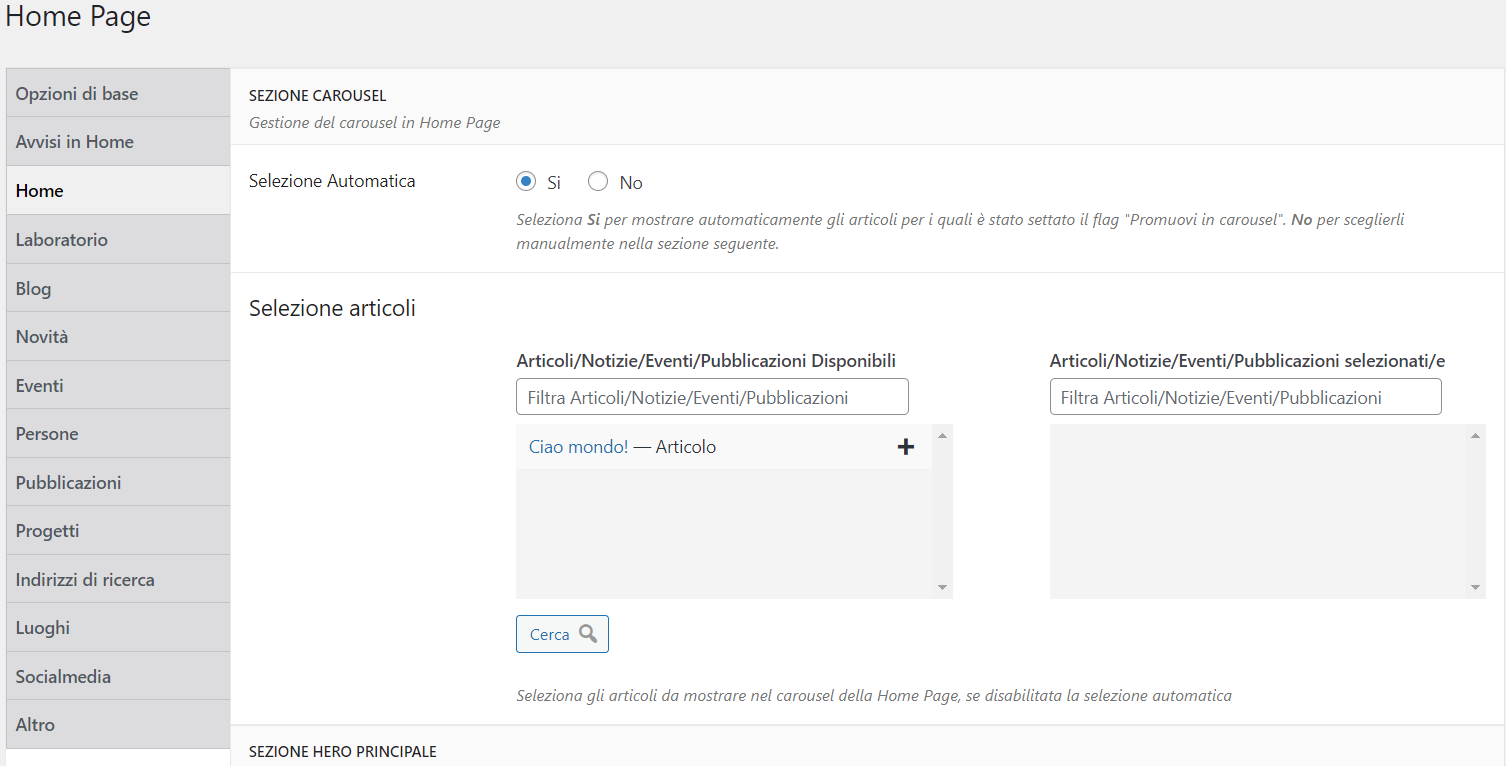 Home Page
Opzioni di base
Avvisi in Home
Home
Laboratorio
Blog
Novità
Eventi
Persone
Pubblicazioni
Progetti
Indirizzi di ricerca
Luoghi
Socialmedia
Altro
SEZIONE CAROUSEL
Gestione del carousel in Home Page
Selezione Automatica
Si No
Seleziona Si per mostrare automaticamente gli articoli per i quali è stato settato il flag "Promuovi in carousel". No per sceglierli
manualmente nella sezione seguente.
Selezione articoli
Articoli/Notizie/Eventi/Pubblicazioni Disponibili
Filtra Articoli/Notizie/Eventi/Pubblicazioni
Ciao mondo! — Articolo
Articoli/Notizie/Eventi/Pubblicazioni selezionati/e
Filtra Articoli/Notizie/Eventi/Pubblicazioni
Cerca
Seleziona gli articoli da mostrare nel carousel della Home Page, se disabilitata la selezione automatica
SEZIONE HERO PRINCIPALE